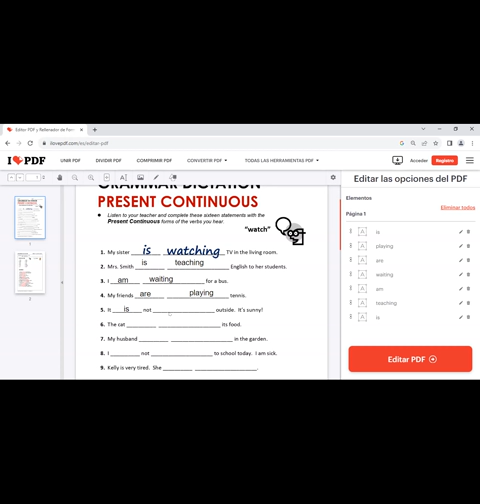 Editor PDF y Rellenador de Form
ilovepdf.com/es/editar-pdf
I PDF UNIR PDF DIVIDIR PDF COMPRIMIR PDF CONVERTIR PDF TODAS LAS HERRAMIENTAS PDF Acceder Registro
Editar las opciones del PDF
Elementos
Eliminar todos
Página 1
is
playing
are
waiting
am
teaching
is
Editar PDF
GRAMMAR DICTATION
PRESENT CONTINUOUS
Listen to your teacher and complete these sixteen statements with the
Present Continuous forms of the verbs you hear.
"watch"
1. My sister is watching TV in the living room.
2. Mrs. Smith is teaching English to her students.
3. I am waiting for a bus.
4. My friends are playing tennis.
5. It is not outside. It's sunny!
6. The cat its food.
7. My husband in the garden.
8. I not to school today. I am sick.
9. Kelly is very tired. She .